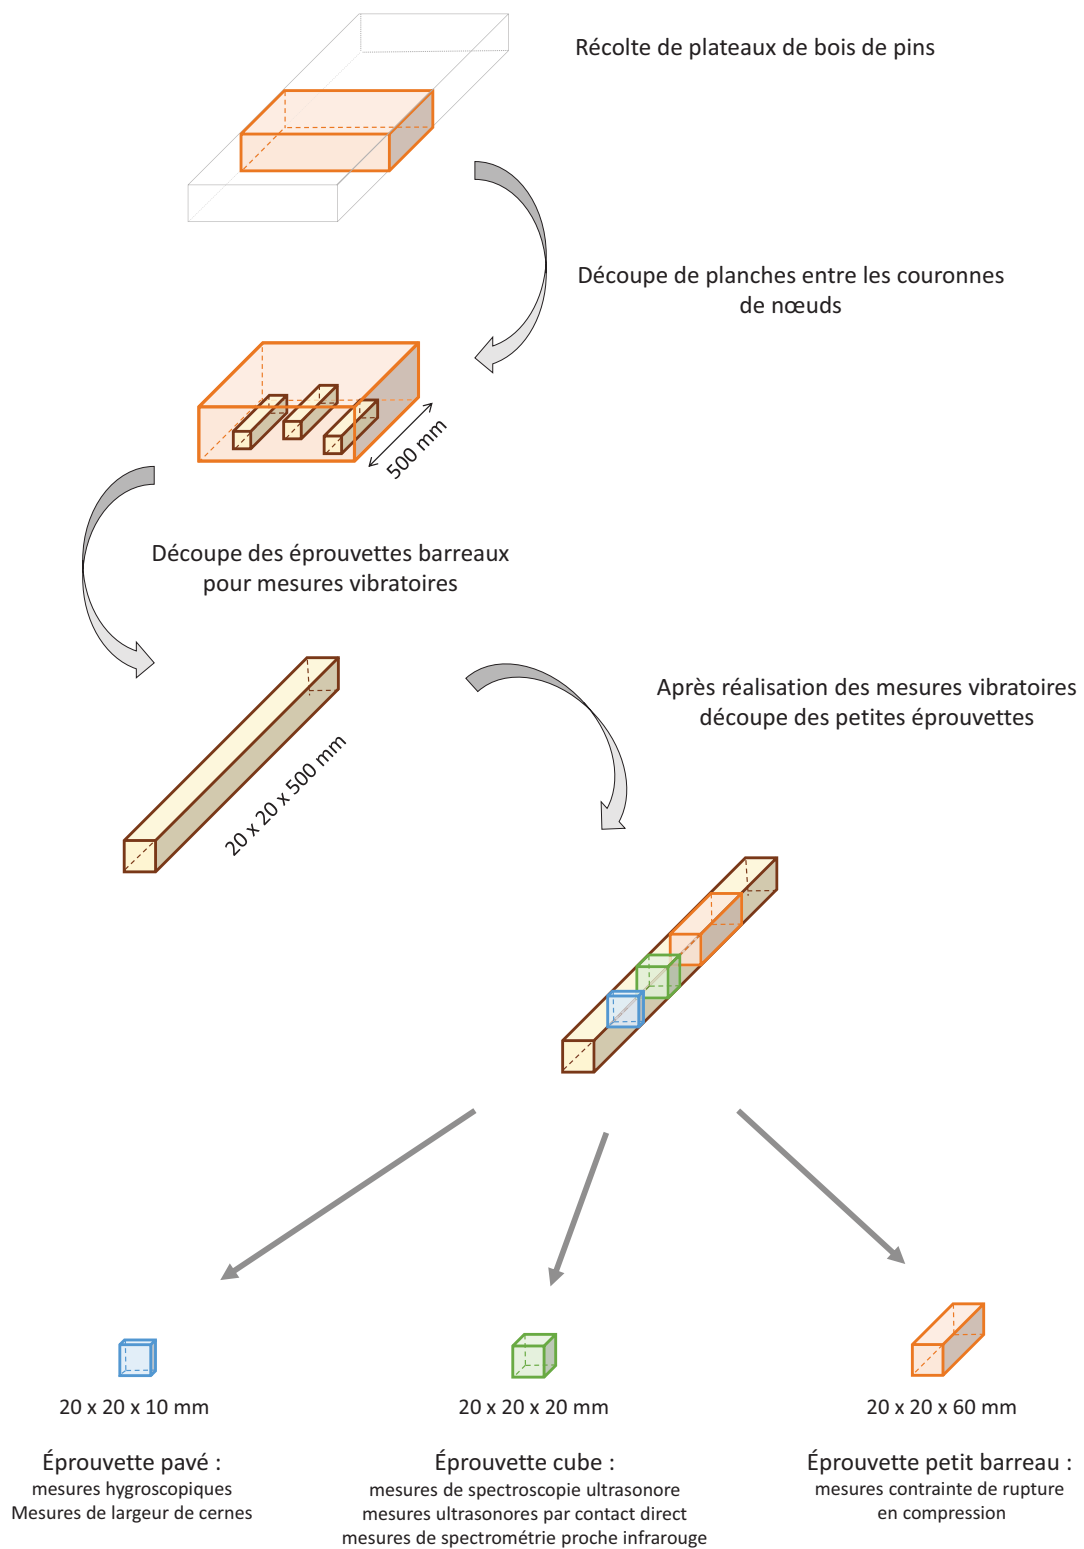 Récolte de plateaux de bois de pins
Découpe de planches entre les couronnes
de nœuds
500 mm
Découpe des éprouvettes barreaux
pour mesures vibratoires
Après réalisation des mesures vibratoires
découpe des petites éprouvettes
20 x 20 x 500 mm
20 x 20 x 10 mm
Éprouvette pavé :
mesures hygroscopiques
Mesures de largeur de cernes
20 x 20 x 20 mm
Éprouvette cube :
mesures de spectroscopie ultrasonore
mesures ultrasonores par contact direct
mesures de spectrométrie proche infrarouge
20 x 20 x 60 mm
Éprouvette petit barreau :
mesures contrainte de rupture
en compression